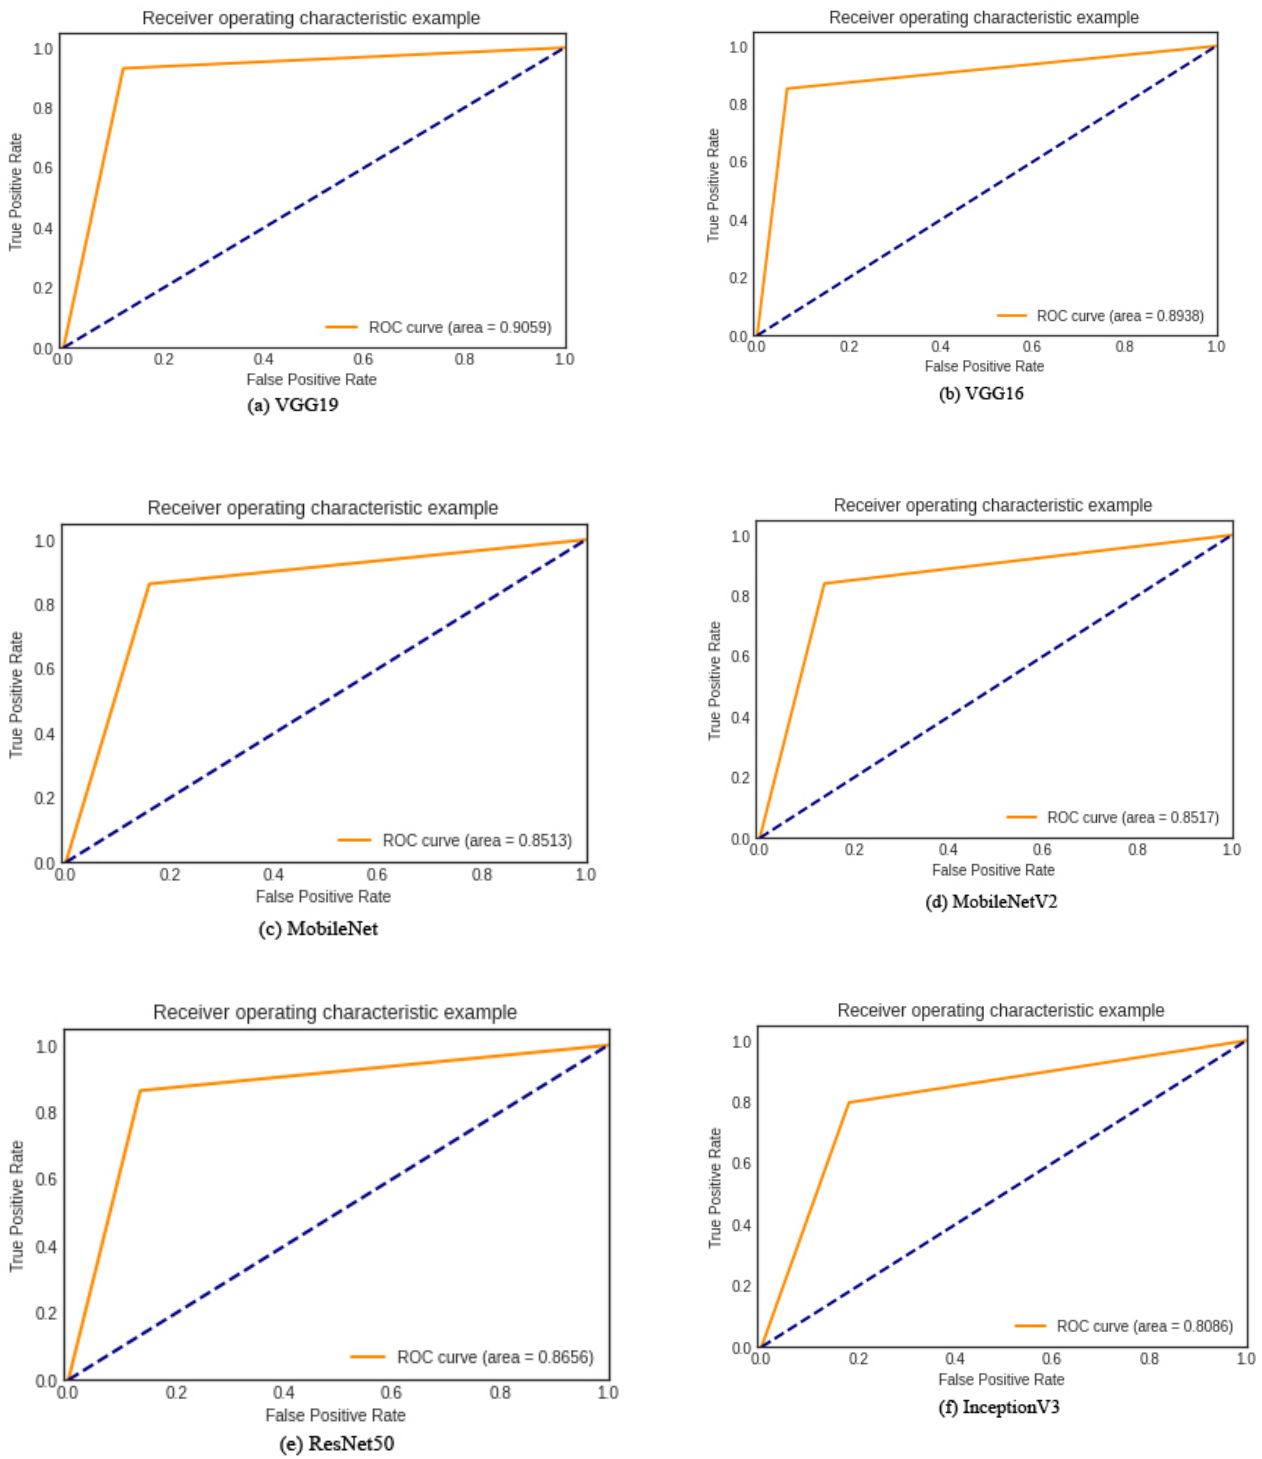 Receiver operating characteristic example
1.0
0.8
0.6
0.4
0.2
0.0
True Positive Rate
ROC curve (area = 0.9059)
0.0 0.2 0.4 0.6 0.8 1.0
False Positive Rate
(a) VGG19
Receiver operating characteristic example
1.0
0.8
0.6
0.4
0.2
0.0
True Positive Rate
ROC curve (area = 0.8938)
0.0 0.2 0.4 0.6 0.8 1.0
False Positive Rate
(b) VGG16
Receiver operating characteristic example
1.0
0.8
0.6
0.4
0.2
0.0
True Positive Rate
ROC curve (area = 0.8513)
0.0 0.2 0.4 0.6 0.8 1.0
False Positive Rate
(c) MobileNet
Receiver operating characteristic example
1.0
0.8
0.6
0.4
0.2
0.0
True Positive Rate
ROC curve (area = 0.8517)
0.0 0.2 0.4 0.6 0.8 1.0
False Positive Rate
(d) MobileNetV2
Receiver operating characteristic example
1.0
0.8
0.6
0.4
0.2
0.0
True Positive Rate
ROC curve (area = 0.8656)
0.0 0.2 0.4 0.6 0.8 1.0
False Positive Rate
(e) ResNet50
Receiver operating characteristic example
1.0
0.8
0.6
0.4
0.2
0.0
True Positive Rate
ROC curve (area = 0.8086)
0.0 0.2 0.4 0.6 0.8 1.0
False Positive Rate
(f) InceptionV3